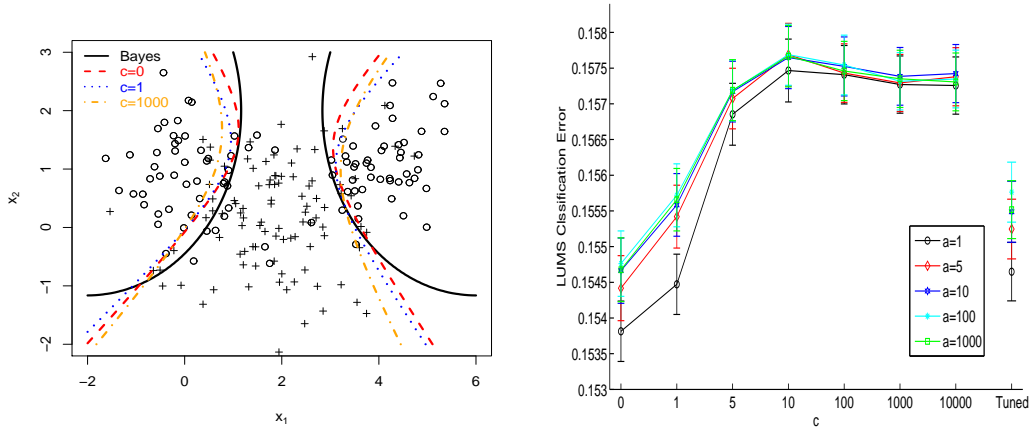 Bayes
c=0
c=1
c=1000
3
2
1
0
−1
−2
x2
−2 0 2 4 6
x1
LUMS Clssification Error
0.158
0.1575
0.157
0.1565
0.156
0.1555
0.155
0.1545
0.154
0.1535
0.153
a=1
a=5
a=10
a=100
a=1000
0 1 5 10 100 1000 10000 Tuned
c